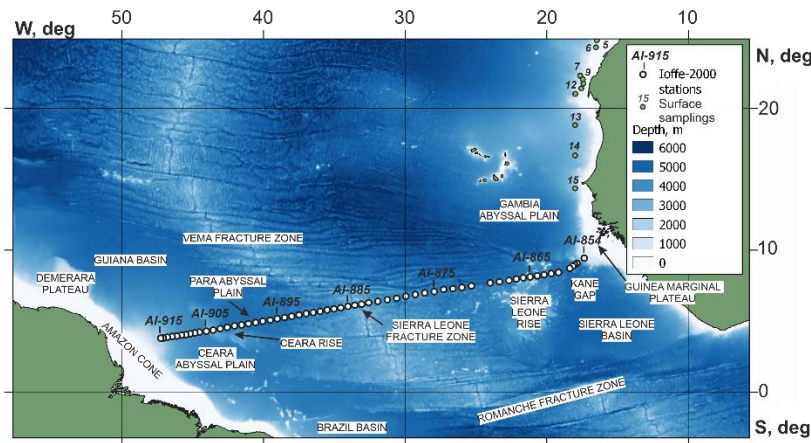 W, deg
50
40
30
20
10
N, deg
AI-915
Ioffe-2000
stations
15
Surface
samplings
Depth, m
6000
5000
4000
3000
2000
1000
0
6
5
7
9
12
13
14
15
20
GAMBIA
ABYSSAL PLAIN
VEMA FRACTURE ZONE
AI-854
10
GUIANA BASIN
AI-865
DEMERARA
PLATEAU
PARA ABYSSAL
PLAIN
AI-875
KANE
GAP
GUINEA MARGINAL
PLATEAU
AI-885
AI-895
SIERRA
LEONE
RISE
AI-915
AI-905
SIERRA LEONE
FRACTURE ZONE
SIERRA LEONE
BASIN
AMAZON CONE
CEARA RISE
CEARA
ABYSSAL PLAIN
0
ROMANCHE FRACTURE ZONE
BRAZIL BASIN
S, deg